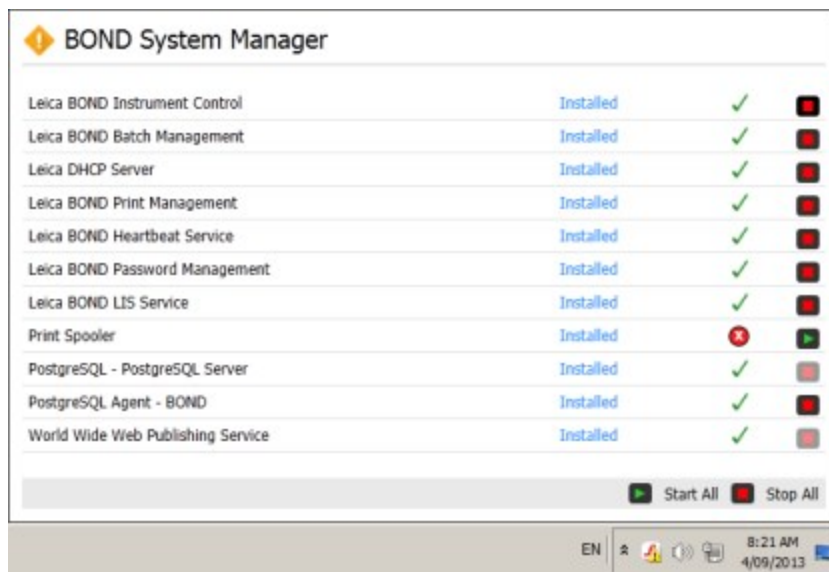 BOND System Manager
Leica BOND Instrument Control Installed
Leica BOND Batch Management Installed
Leica DHCP Server Installed
Leica BOND Print Management Installed
Leica BOND Heartbeat Service Installed
Leica BOND Password Management Installed
Leica BOND LIS Service Installed
Print Spooler Installed
PostgreSQL - PostgreSQL Server Installed
PostgreSQL Agent - BOND Installed
World Wide Web Publishing Service Installed
Start All Stop All
EN 8:21 AM
4/09/2013